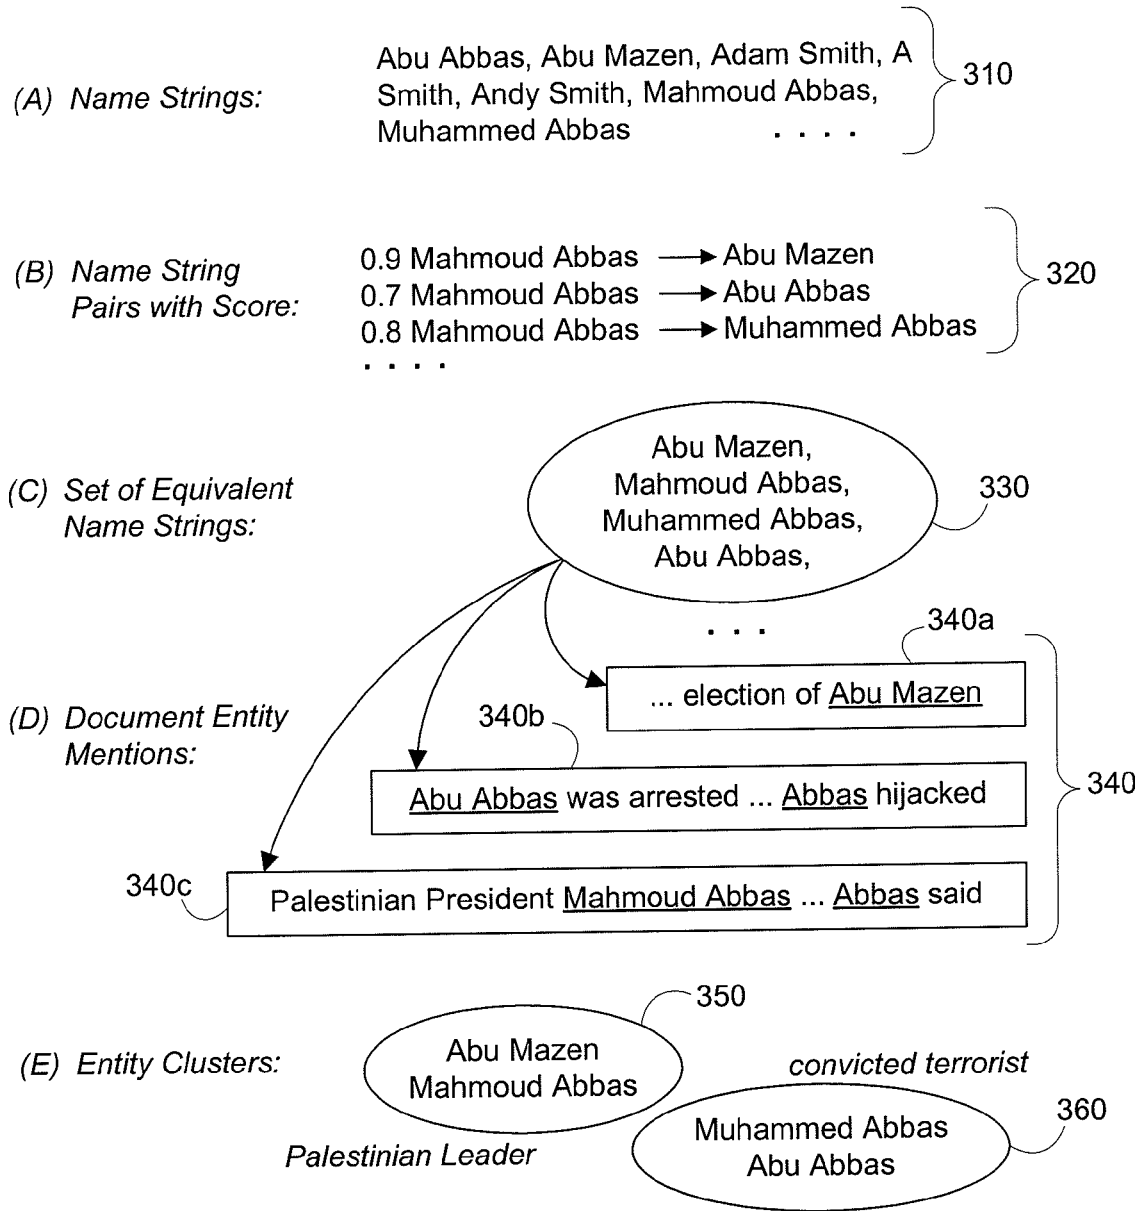 (A) Name Strings:
Abu Abbas, Abu Mazen, Adam Smith, A
Smith, Andy Smith, Mahmoud Abbas,
Muhammed Abbas . . . .
310
(B) Name String
Pairs with Score:
0.9 Mahmoud Abbas → Abu Mazen
0.7 Mahmoud Abbas → Abu Abbas
0.8 Mahmoud Abbas → Muhammed Abbas
. . . .
320
(C) Set of Equivalent
Name Strings:
Abu Mazen,
Mahmoud Abbas,
Muhammed Abbas,
Abu Abbas,
330
. . .
340a
(D) Document Entity
Mentions:
... election of Abu Mazen
340b
Abu Abbas was arrested ... Abbas hijacked
340
340c
Palestinian President Mahmoud Abbas ... Abbas said
350
(E) Entity Clusters:
Abu Mazen
Mahmoud Abbas
Palestinian Leader
convicted terrorist
360
Muhammed Abbas
Abu Abbas